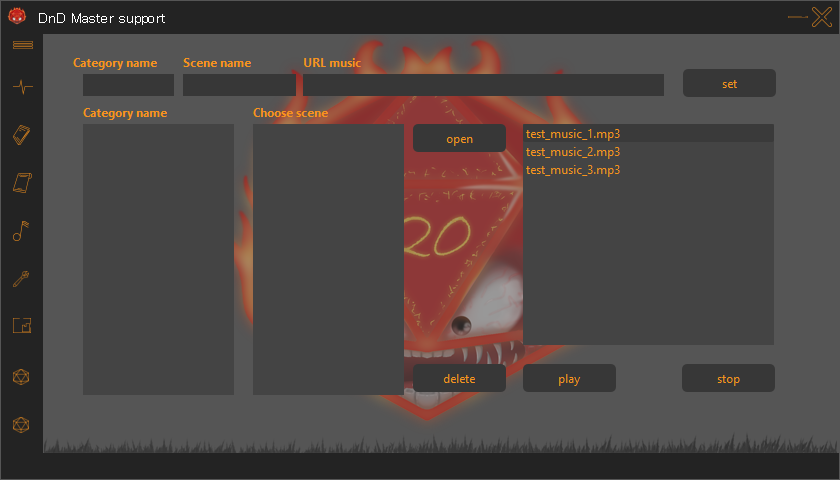 DnD Master support
Category name Scene name URL music
set
Category name Choose scene
open
test_music_1.mp3
test_music_2.mp3
test_music_3.mp3
20
delete play stop